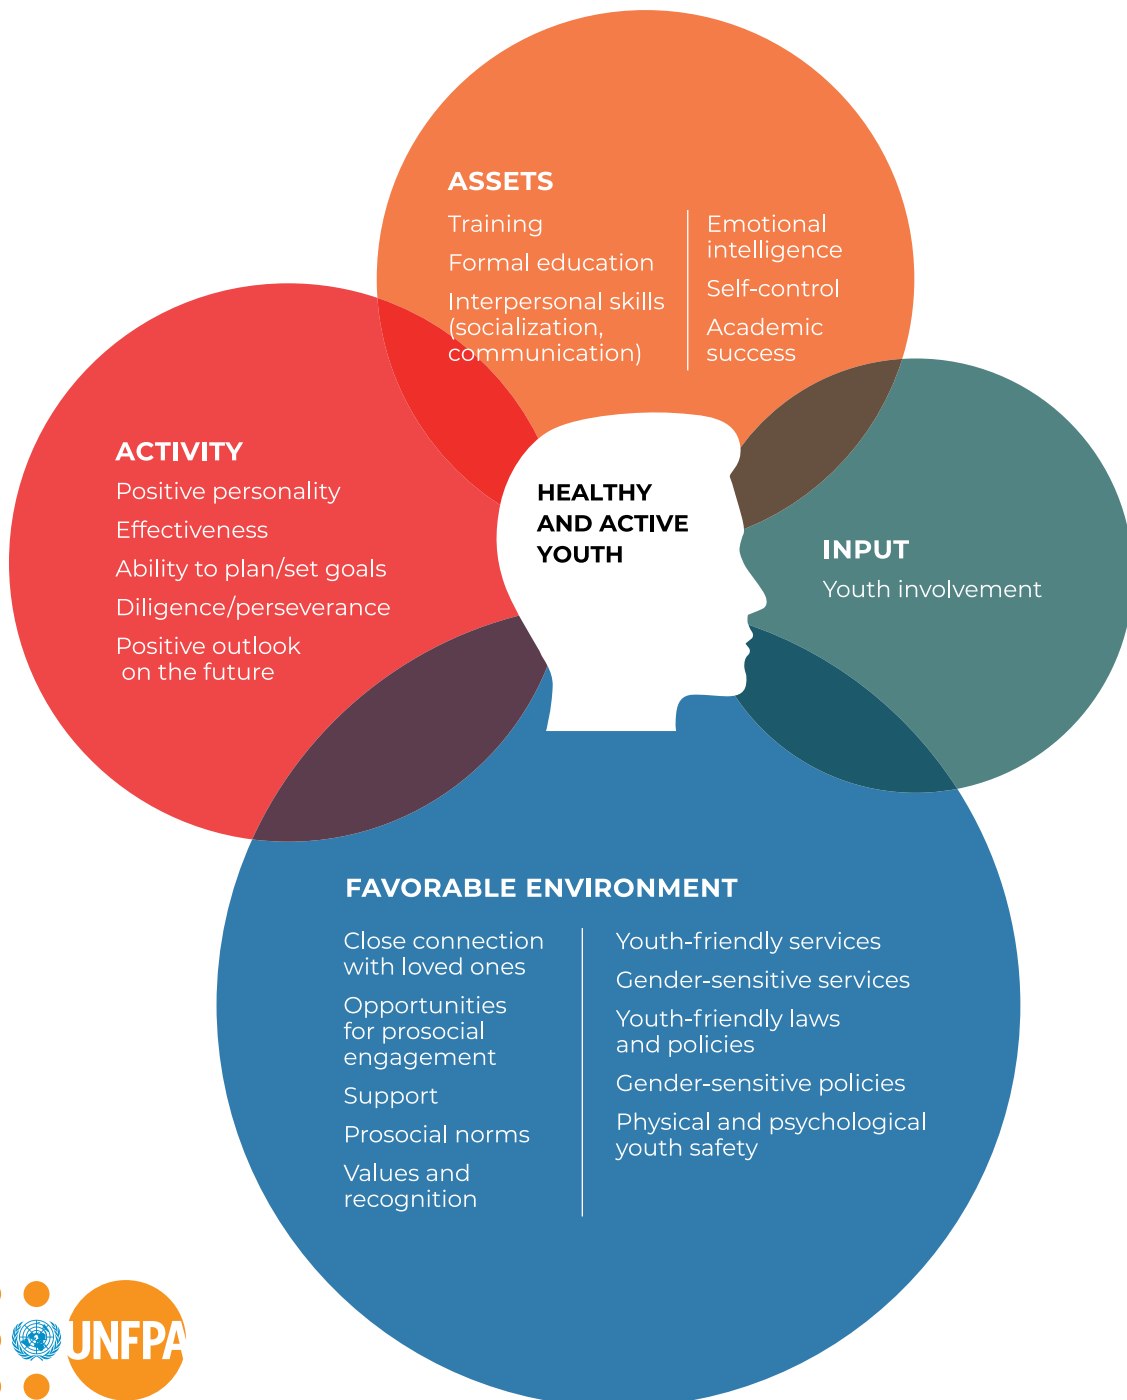 ASSETS
Training
Formal education
Interpersonal skills
(socialization,
communication)
Emotional
intelligence
Self-control
Academic
success
ACTIVITY
Positive personality
Effectiveness
Ability to plan/set goals
Diligence/perseverance
Positive outlook
on the future
HEALTHY
AND ACTIVE
YOUTH
INPUT
Youth involvement
FAVORABLE ENVIRONMENT
Close connection
with loved ones
Opportunities
for prosocial
engagement
Support
Prosocial norms
Values and
recognition
Youth-friendly services
Gender-sensitive services
Youth-friendly laws
and policies
Gender-sensitive policies
Physical and psychological
youth safety
UNFPA